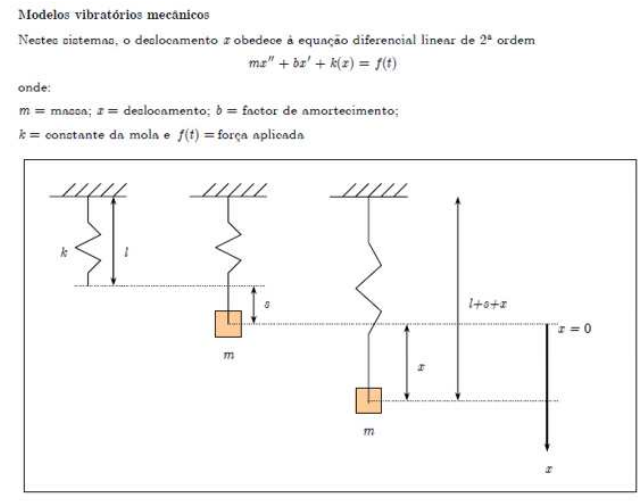 Modelos vibratórios mecânicos
Nestes sistemas, o deslocamento x obedece à equação diferencial linear de 2ª ordem
mx″ + bx′ + k(x) = f(t)
onde:
m = massa; x = deslocamento; b = factor de amortecimento;
k = constante da mola e f(t) = força aplicada
k
l
s
m
l+s+x
x = 0
x
m
x